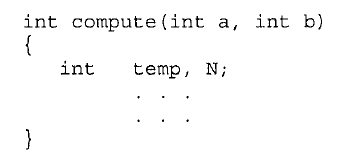 int compute(int a, int b)
{
int temp, N;
. . .
. . .
}